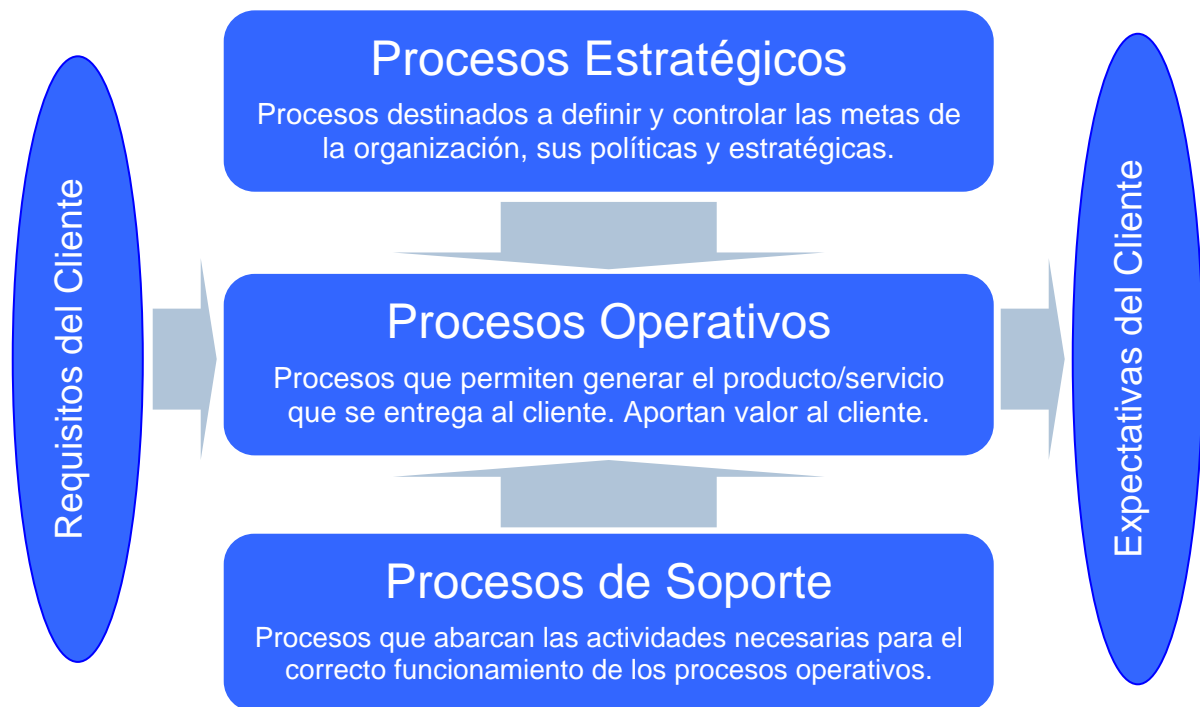 Requisitos del Cliente
Procesos Estratégicos
Procesos destinados a definir y controlar las metas de
la organización, sus políticas y estratégicas.
Procesos Operativos
Procesos que permiten generar el producto/servicio
que se entrega al cliente. Aportan valor al cliente.
Procesos de Soporte
Procesos que abarcan las actividades necesarias para el
correcto funcionamiento de los procesos operativos.
Expectativas del Cliente